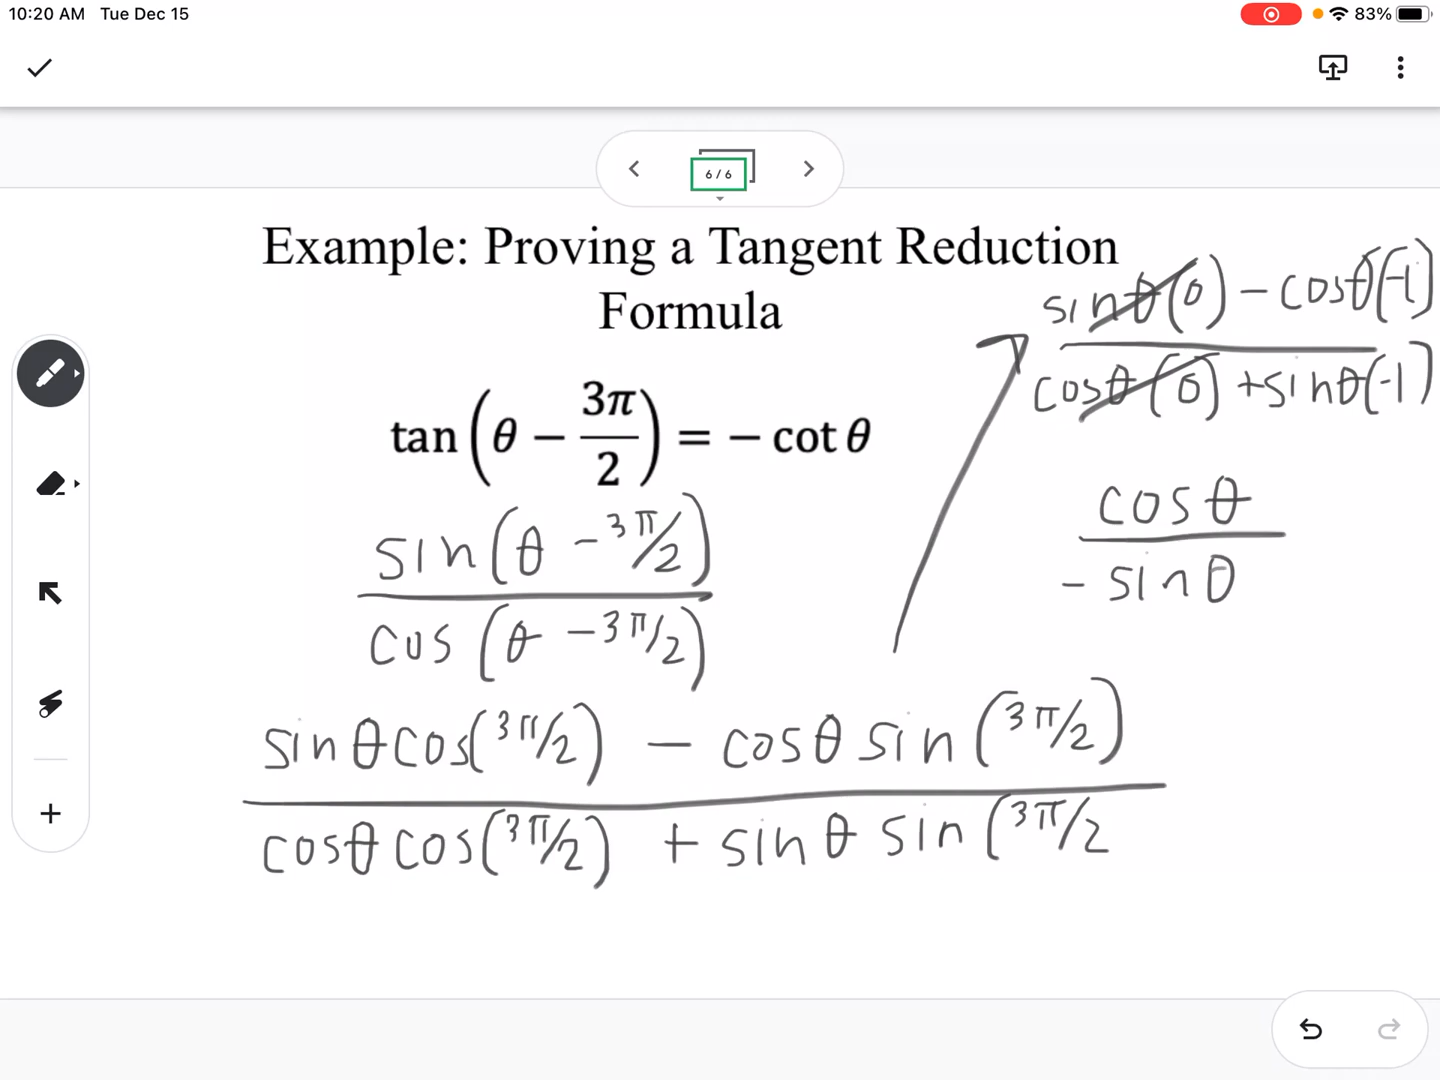 10:20 AM Tue Dec 15
83%
6 / 6
Example: Proving a Tangent Reduction
Formula
tan(θ − 3π/2) = − cot θ
sin(θ - 3π/2)
cos (θ - 3π/2)
sinθcos(3π/2) - cosθ sin (3π/2)
cosθ cos(3π/2) + sin θ sin (3π/2
sinθ(0) - cosθ(-1)
cosθ(0) + sinθ(-1)
cosθ
- sinθ